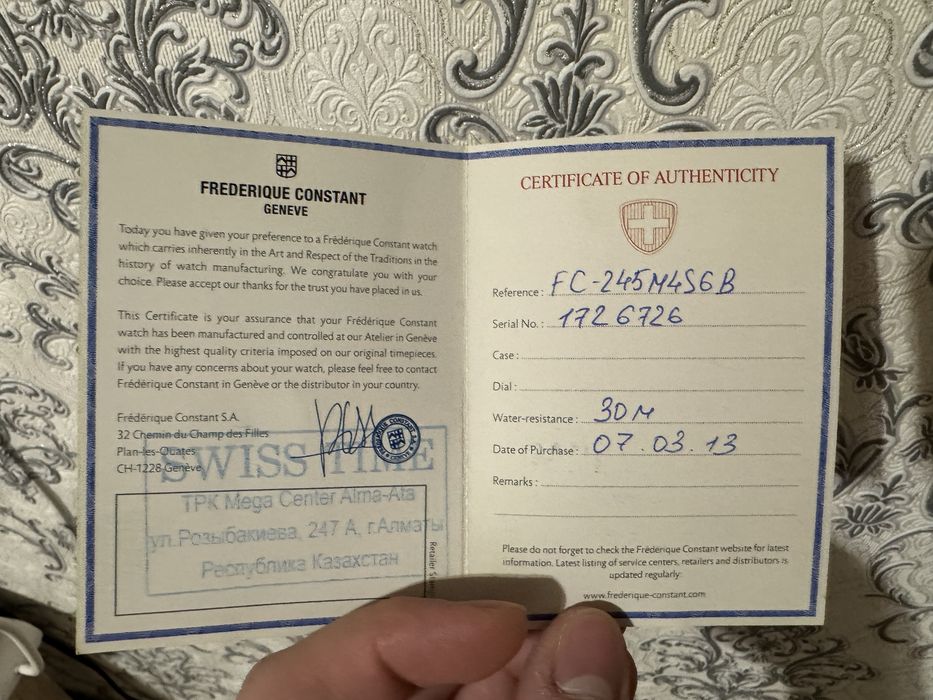 FREDERIQUE CONSTANT
GENEVE
Today you have given your preference to a Frédérique Constant watch
which carries inherently in the Art and Respect of the Traditions in the
history of watch manufacturing. We congratulate you with your
choice. Please accept our thanks for the trust you have placed in us.
This Certificate is your assurance that your Frédérique Constant
watch has been manufactured and controlled at our Atelier in Genève
with the highest quality criteria imposed on our original timepieces.
If you have any concerns about your watch, please feel free to contact
Frédérique Constant in Genève or the distributor in your country.
Frédérique Constant S.A.
32 Chemin du Champ des Filles
Plan-les-Ouates
CH-1228 Genève
SWISS TIME
ТРК Mega Center Alma-Ata
ул.Розыбакиева, 247 А, г.Алматы
Республика Казахстан
Retailer
CERTIFICATE OF AUTHENTICITY
Reference : FC-245M4S6B
Serial No. : 1726726
Case :
Dial :
Water-resistance : 30M
Date of Purchase : 07.03.13
Remarks :
Please do not forget to check the Frédérique Constant website for latest
information. Latest listing of service centers, retailers and distributors is
updated regularly:
www.frederique-constant.com